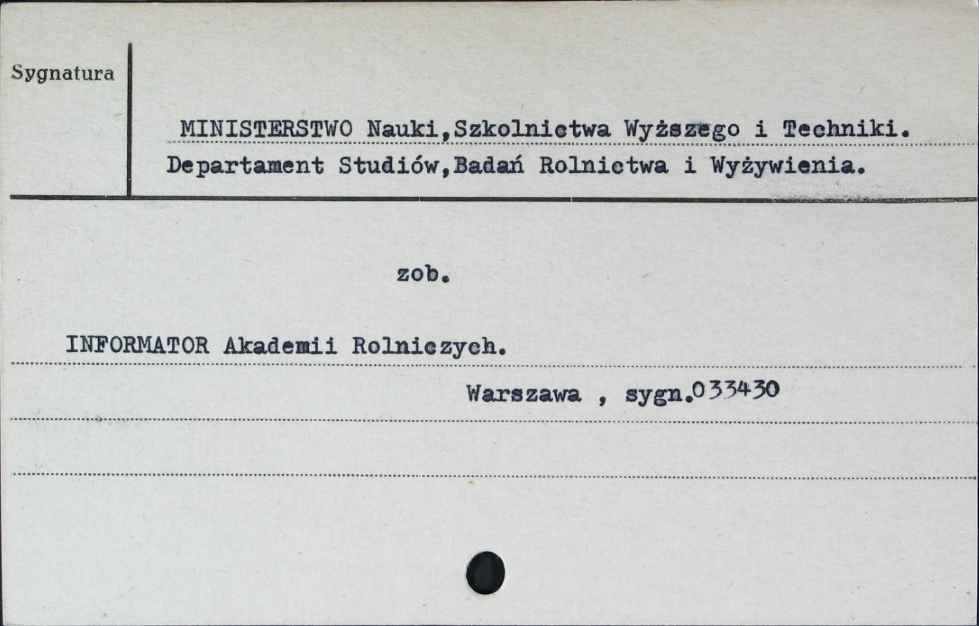 Sygnatura
MINISTERSTWO Nauki,Szkolnictwa Wyższego i Techniki.
Departament Studiów,Badań Rolnictwa i Wyżywienia.
zob.
INFORMATOR Akademii Rolniczych.
Warszawa , sygn.033430